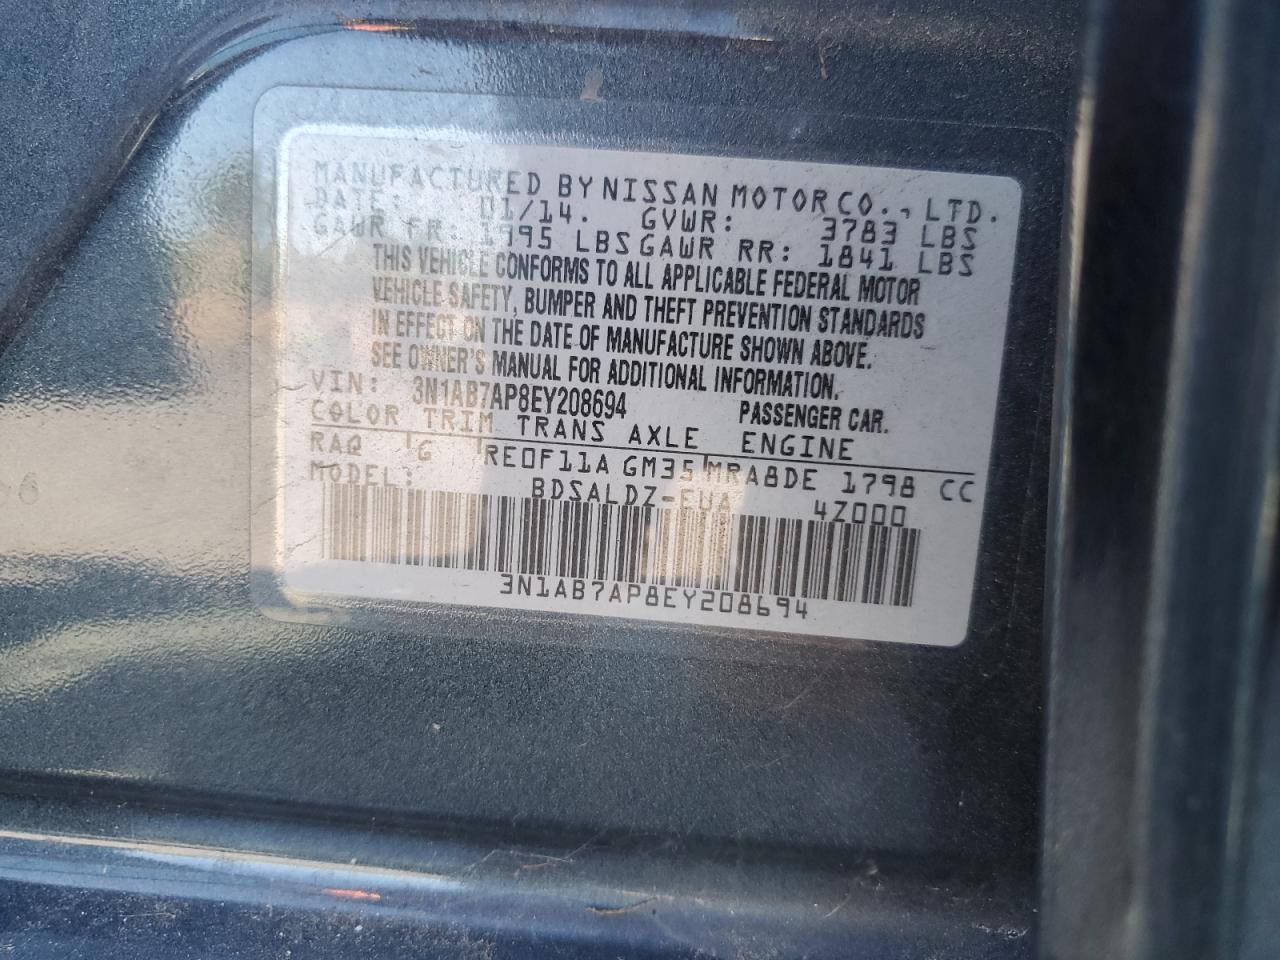 MANUFACTURED BY NISSAN MOTOR CO., LTD.
DATE: 01/14. GVWR: 3783 LBS
GAWR FR: 1995 LBS GAWR RR: 1841 LBS
THIS VEHICLE CONFORMS TO ALL APPLICABLE FEDERAL MOTOR
VEHICLE SAFETY, BUMPER AND THEFT PREVENTION STANDARDS
IN EFFECT ON THE DATE OF MANUFACTURE SHOWN ABOVE.
SEE OWNER'S MANUAL FOR ADDITIONAL INFORMATION.
VIN: 3N1AB7AP8EY208694 PASSENGER CAR.
COLOR TRIM TRANS AXLE ENGINE
RAQ G RE0F11A GM35 MRA8DE 1798 CC
MODEL: BDSALDZ-EUA 4Z000
3N1AB7AP8EY208694